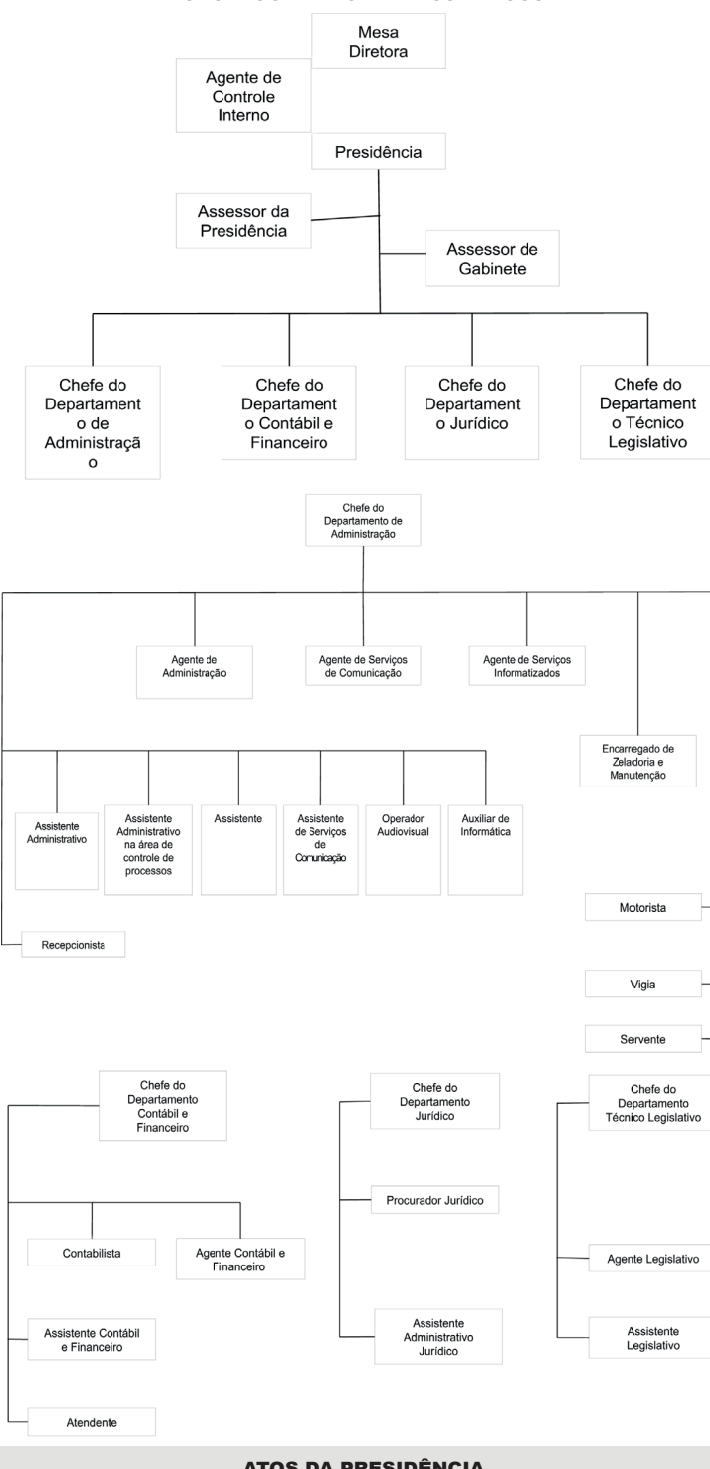 Mesa
Diretora
Agente de
Controle
Interno
Presidência
Assessor da
Presidência
Assessor de
Gabinete
Chefe do
Departament
o de
Administraçã
o
Chefe do
Departament
o Contábil e
Financeiro
Chefe do
Departament
o Jurídico
Chefe do
Departament
o Técnico
Legislativo
Chefe do
Departamento de
Administração
Agente de
Administração
Agente de Serviços
de Comunicação
Agente de Serviços
Informatizados
Encarregado de
Zeladoria e
Manutenção
Assistente
Administrativo
Assistente
Administrativo
na área de
controle de
processos
Assistente
Assistente
de Serviços
de
Comunicação
Operador
Audiovisual
Auxiliar de
Informática
Motorista
Recepcionista
Vigia
Servente
Chefe do
Departamento
Contábil e
Financeiro
Chefe do
Departamento
Jurídico
Chefe do
Departamento
Técnico Legislativo
Procurador Jurídico
Contabilista
Agente Contábil e
Financeiro
Agente Legislativo
Assistente Contábil
e Financeiro
Assistente
Administrativo
Jurídico
Assistente
Legislativo
Atendente
ATOS DA PRESIDÊNCIA